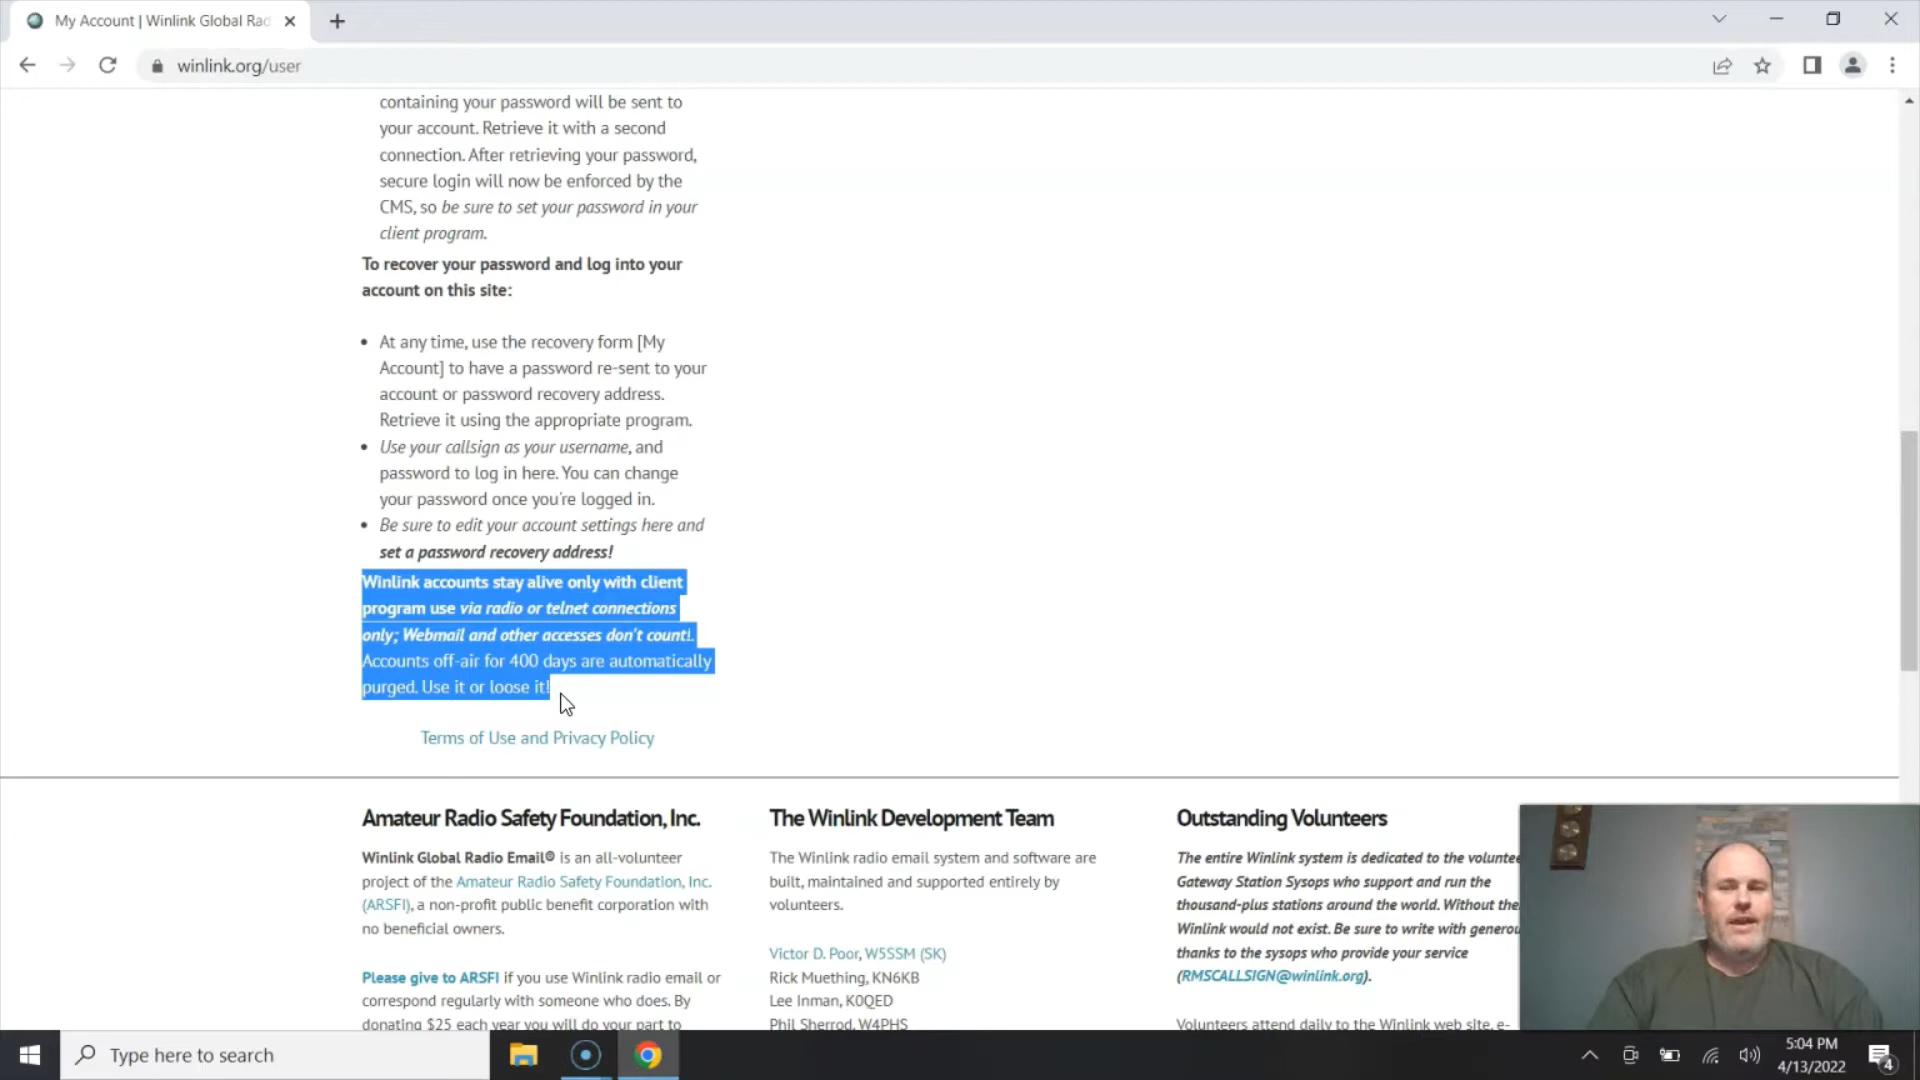 My Account | Winlink Global Rad
winlink.org/user
containing your password will be sent to
your account. Retrieve it with a second
connection. After retrieving your password,
secure login will now be enforced by the
CMS, so be sure to set your password in your
client program.
To recover your password and log into your
account on this site:
• At any time, use the recovery form [My
Account] to have a password re-sent to your
account or password recovery address.
Retrieve it using the appropriate program.
• Use your callsign as your username, and
password to log in here. You can change
your password once you're logged in.
• Be sure to edit your account settings here and
set a password recovery address!
Winlink accounts stay alive only with client
program use via radio or telnet connections
only; Webmail and other accesses don't count!.
Accounts off-air for 400 days are automatically
purged. Use it or loose it!
Terms of Use and Privacy Policy
Amateur Radio Safety Foundation, Inc.
Winlink Global Radio Email® is an all-volunteer
project of the Amateur Radio Safety Foundation, Inc.
(ARSFI), a non-profit public benefit corporation with
no beneficial owners.
Please give to ARSFI if you use Winlink radio email or
correspond regularly with someone who does. By
donating $25 each year you will do your part to
The Winlink Development Team
The Winlink radio email system and software are
built, maintained and supported entirely by
volunteers.
Victor D. Poor, W5SSM (SK)
Rick Muething, KN6KB
Lee Inman, K0QED
Phil Sherrod, W4PHS
Outstanding Volunteers
The entire Winlink system is dedicated to the voluntee
Gateway Station Sysops who support and run the
thousand-plus stations around the world. Without the
Winlink would not exist. Be sure to write with generou
thanks to the sysops who provide your service
(RMSCALLSIGN@winlink.org).
Volunteers attend daily to the Winlink web site, e-
Type here to search
5:04 PM
4/13/2022
4